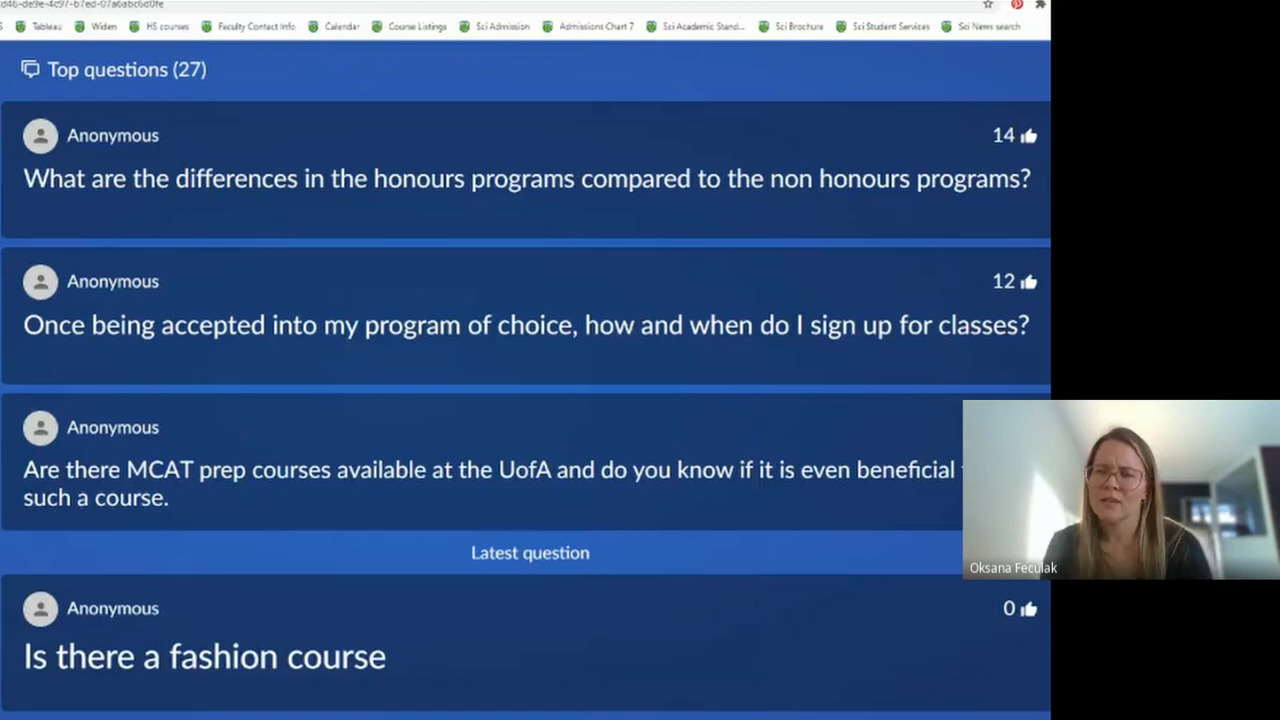 Tableau
Widen
HS courses
Faculty Contact Info
Calendar
Course Listings
Sci Admission
Admissions Chart 7
Sci Academic Stand...
Sci Brochure
Sci Student Services
Sci News search
Top questions (27)
Anonymous
14
What are the differences in the honours programs compared to the non honours programs?
Anonymous
12
Once being accepted into my program of choice, how and when do I sign up for classes?
Anonymous
Are there MCAT prep courses available at the UofA and do you know if it is even beneficial
such a course.
Oksana Feculak
Latest question
Anonymous
0
Is there a fashion course